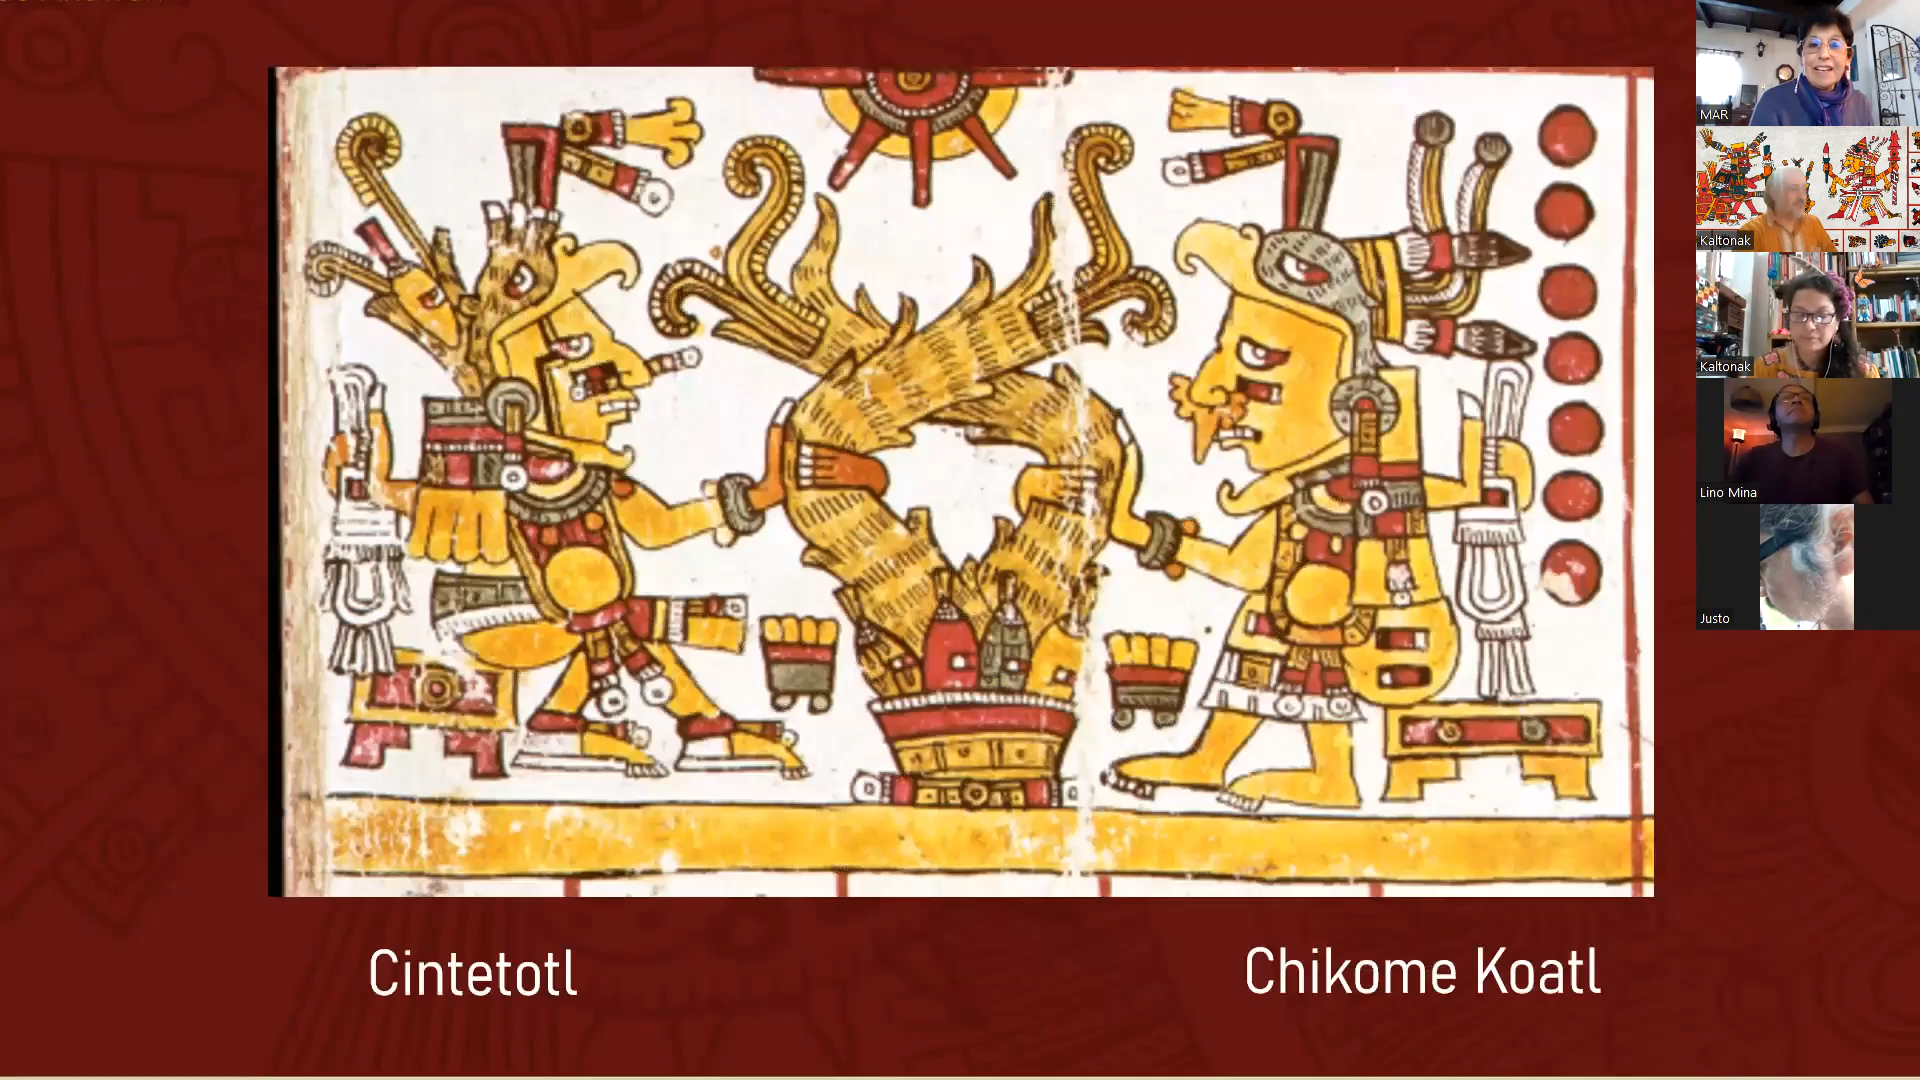 Cintetotl
Chikome Koatl
MAR
Kaltonak
Kaltonak
Lino Mina
Justo